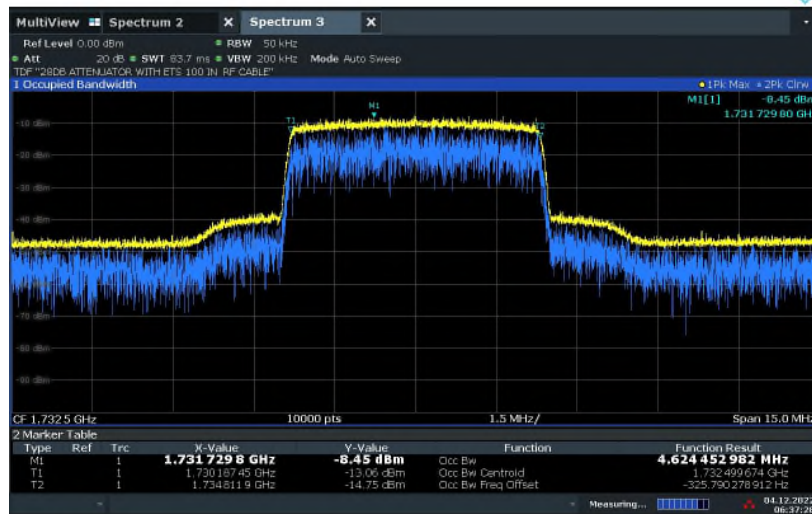 MultiView Spectrum 2 X Spectrum 3 X
Ref Level 0.00 dBm RBW 50 kHz
Att 20 dB SWT 83.7 ms VBW 200 kHz Mode Auto Sweep
TDF "28DB ATTENUATOR WITH ETS 100 IN RF CABLE"
1 Occupied Bandwidth 1Pk Max 2Pk Clrw
M1[1] -8.45 dBm
1.731 729 80 GH
M1
T1
T2
-10 dBm
-20 dBm
-30 dBm
-40 dBm
-70 dBm
-80 dBm
-90 dBm
CF 1.732 5 GHz 10000 pts 1.5 MHz/ Span 15.0 MHz
2 Marker Table
Type Ref Trc X-Value Y-Value Function Function Result
M1 1 1.731 729 8 GHz -8.45 dBm Occ Bw 4.624 452 982 MHz
T1 1 1.730 187 45 GHz -13.06 dBm Occ Bw Centroid 1.732 499 674 GHz
T2 1 1.734 811 9 GHz -14.75 dBm Occ Bw Freq Offset -325.790 278 912 Hz
Measuring... 04.12.202
06:37:2